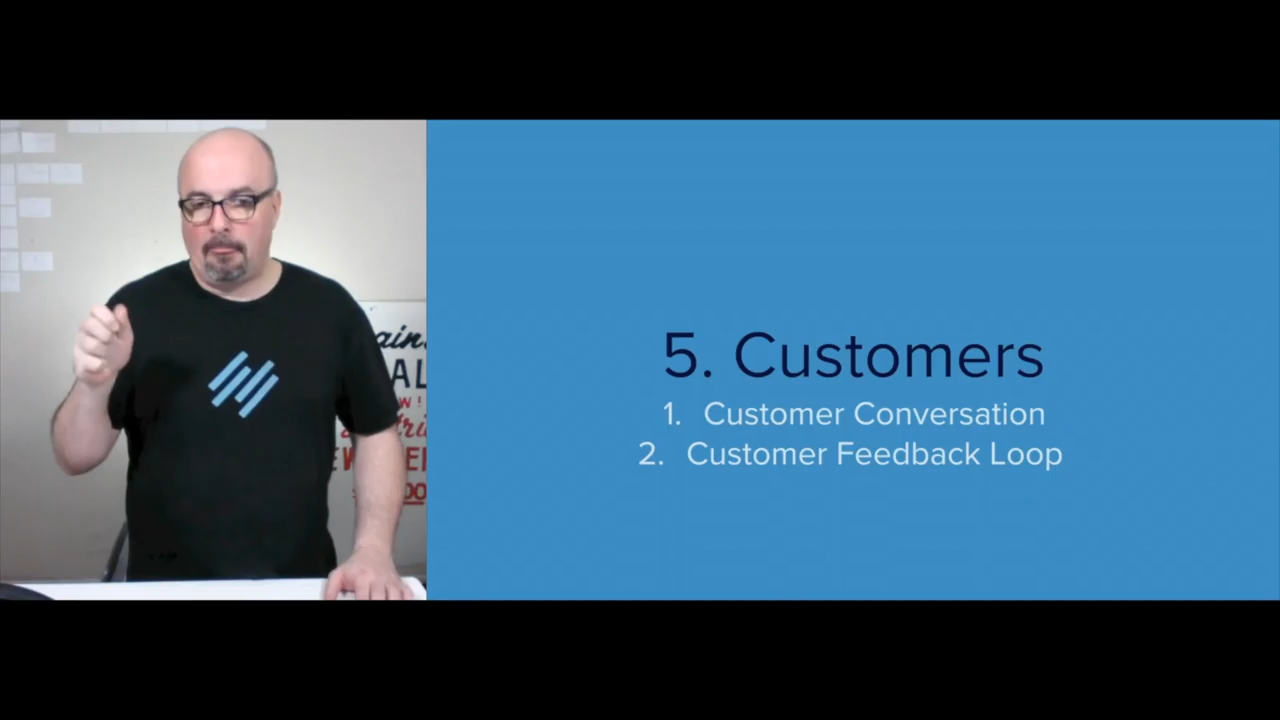 5. Customers
1. Customer Conversation
2. Customer Feedback Loop